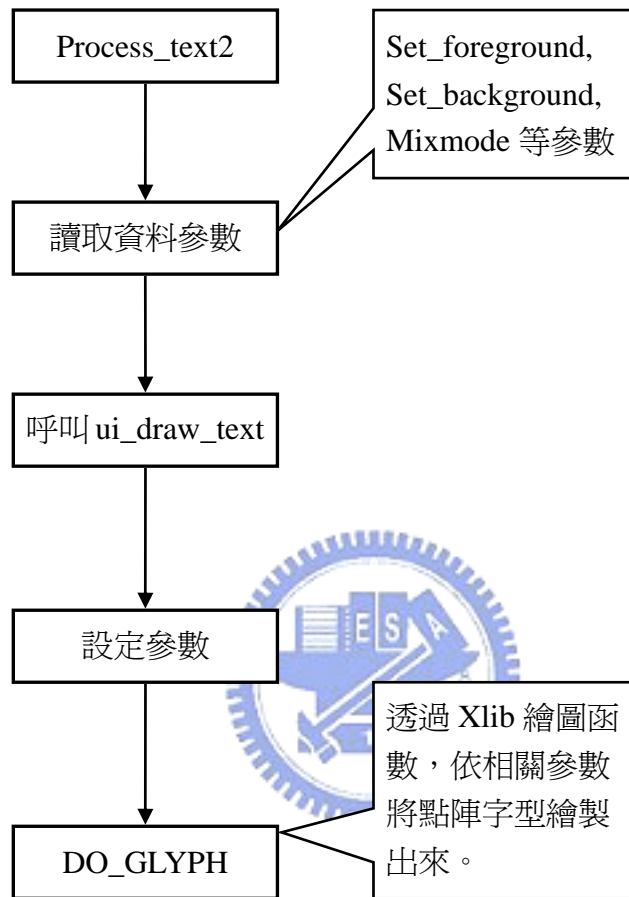 Process_text2
Set_foreground,
Set_background,
Mixmode 等參數
讀取資料參數
呼叫 ui_draw_text
設定參數
透過 Xlib 繪圖函
數，依相關參數
將點陣字型繪製
出來。
DO_GLYPH
ESA